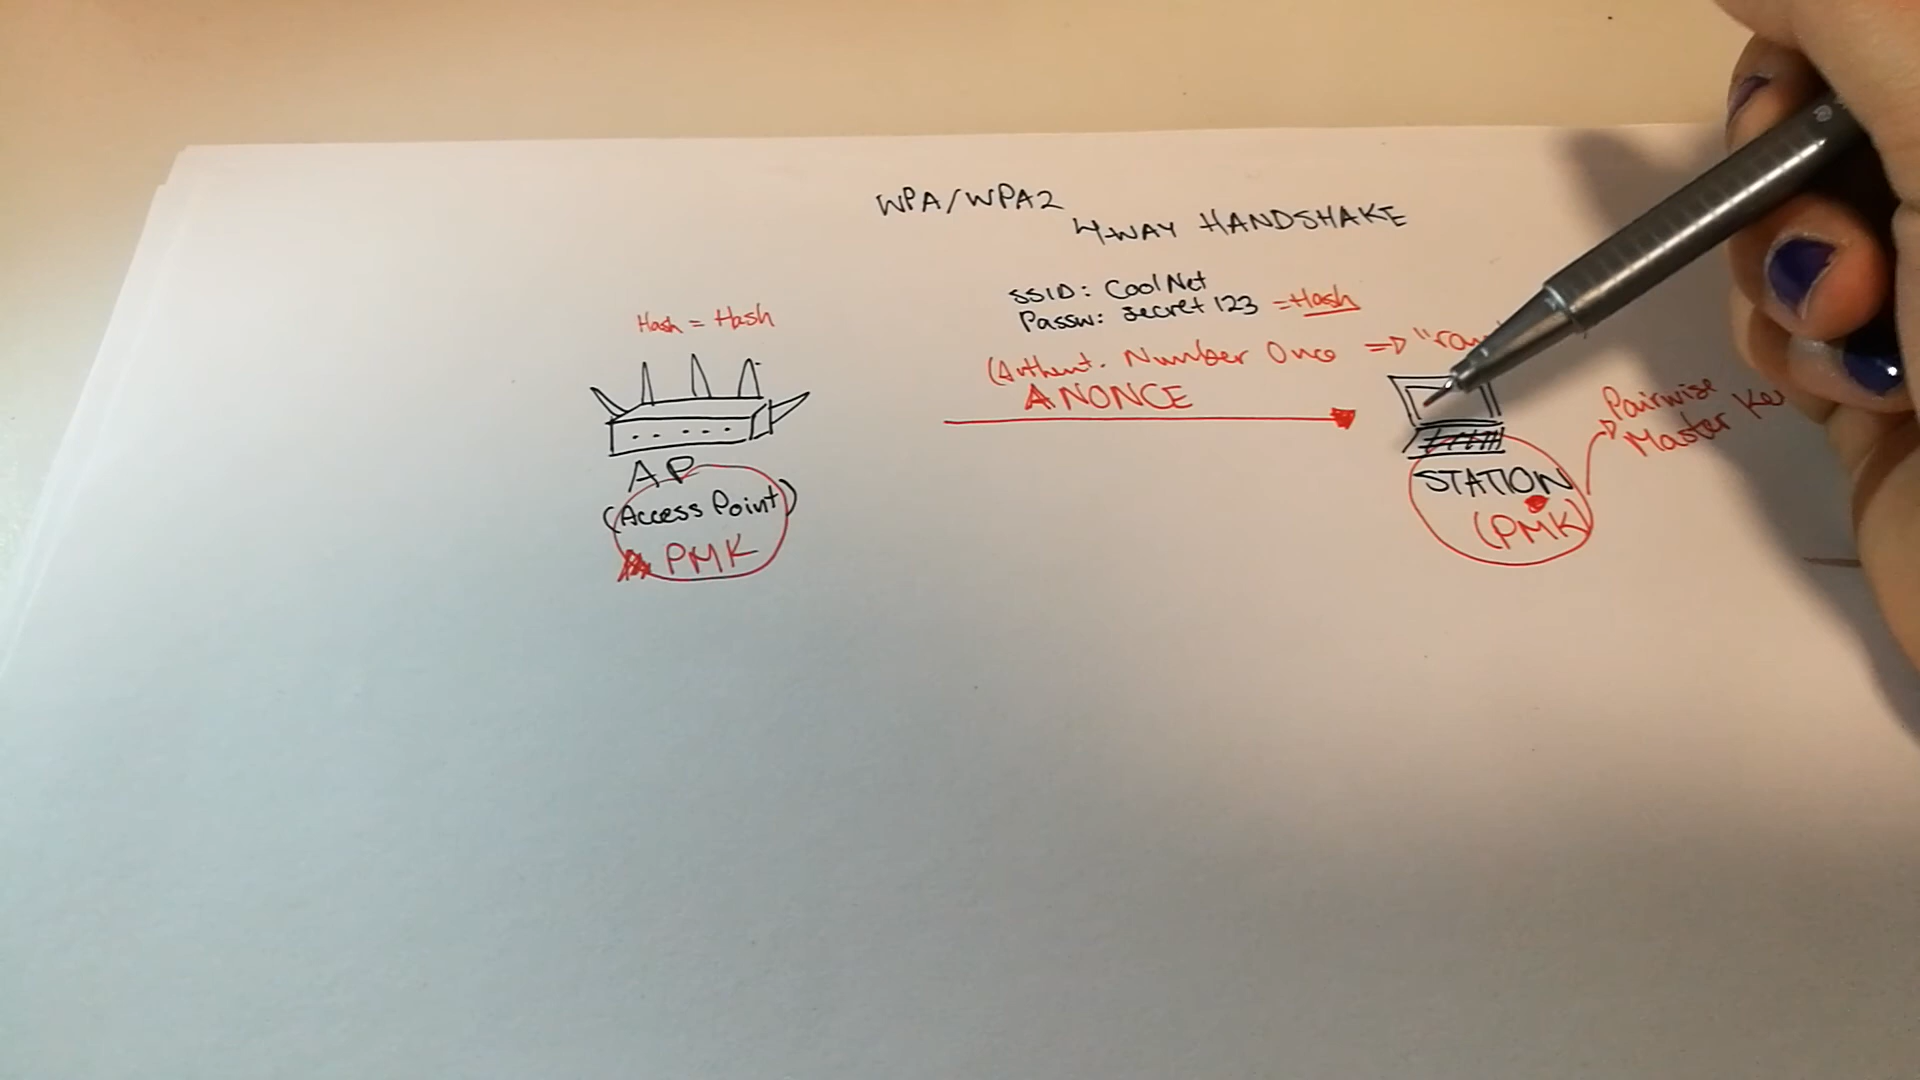 WPA/WPA2
4-WAY HANDSHAKE
SSID: CoolNet
Passw: secret123 = Hash
Hash = Hash
(Authent. Number Once => "ran
ANONCE
Pairwise
Master Key
AP
(Access Point)
PMK
STATION
(PMK)